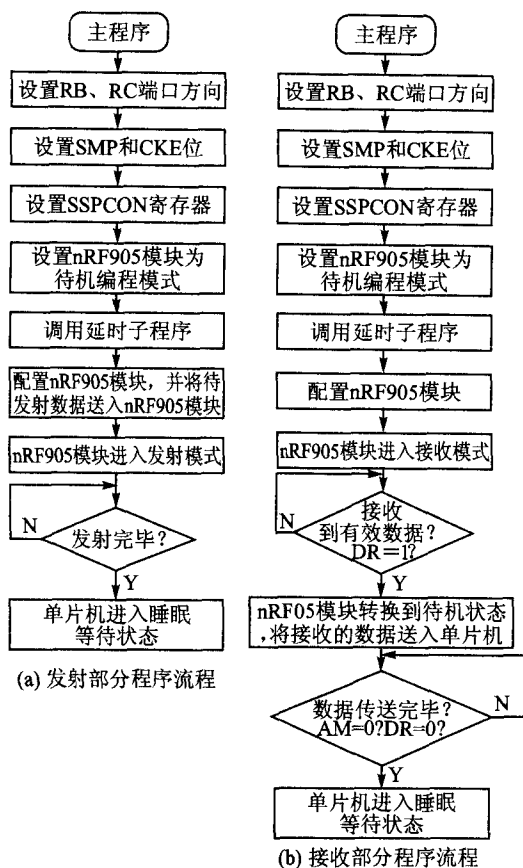 主程序
设置RB、RC端口方向
设置SMP和CKE位
设置SSPCON寄存器
设置nRF905模块为
待机编程模式
调用延时子程序
配置nRF905模块，并将待
发射数据送入nRF905模块
nRF905模块进入发射模式
N
发射完毕？
Y
单片机进入睡眠
等待状态
(a) 发射部分程序流程
主程序
设置RB、RC端口方向
设置SMP和CKE位
设置SSPCON寄存器
设置nRF905模块为
待机编程模式
调用延时子程序
配置nRF905模块
nRF905模块进入接收模式
接收
N
到有效数据？
DR=1?
Y
nRF05模块转换到待机状态
，将接收的数据送入单片机
数据传送完毕？
N
AM=0?DR=0?
Y
单片机进入睡眠
等待状态
(b) 接收部分程序流程